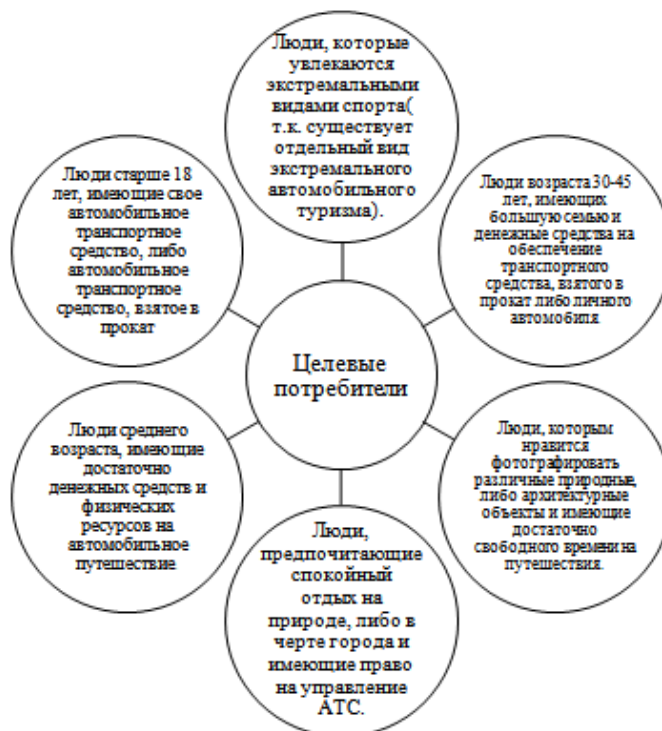 Люди, которые
увлекаются
экстремальными
видами спорта(
т.к. существует
отдельный вид
экстремального
автомобильного
туризма).
Люди возраста 30-45
лет, имеющих
большую семью и
денежные средства на
обеспечение
транспортного
средства, взятого в
прокат либо личного
автомобиля
Люди, которым
нравится
фотографировать
различные природные,
либо архитектурные
объекты и имеющие
достаточно
свободного времени на
путешествия.
Люди,
предпочитающие
спокойный
отдых на
природе, либо в
черте города и
имеющие право
на управление
АТС.
Люди среднего
возраста, имеющие
достаточно
денежных средств и
физических
ресурсов на
автомобильное
путешествие
Люди старше 18
лет, имеющие свое
автомобильное
транспортное
средство, либо
автомобильное
транспортное
средство, взятое в
прокат
Целевые
потребители